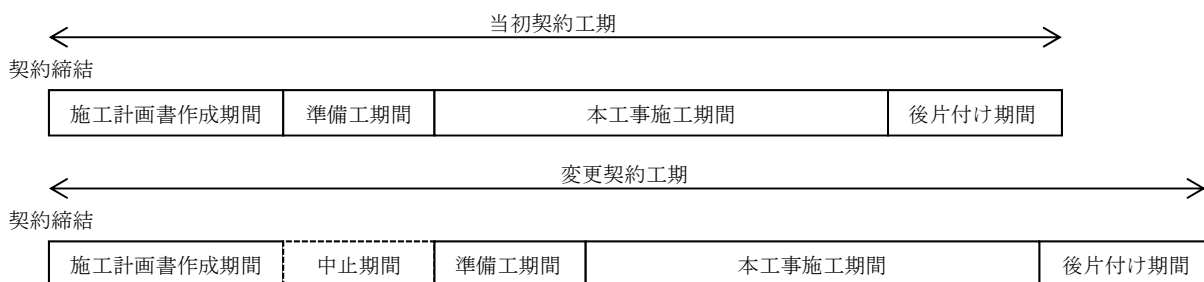 当初契約工期
契約締結
施工計画書作成期間 準備工期間 本工事施工期間 後片付け期間
変更契約工期
契約締結
施工計画書作成期間 中止期間 準備工期間 本工事施工期間 後片付け期間